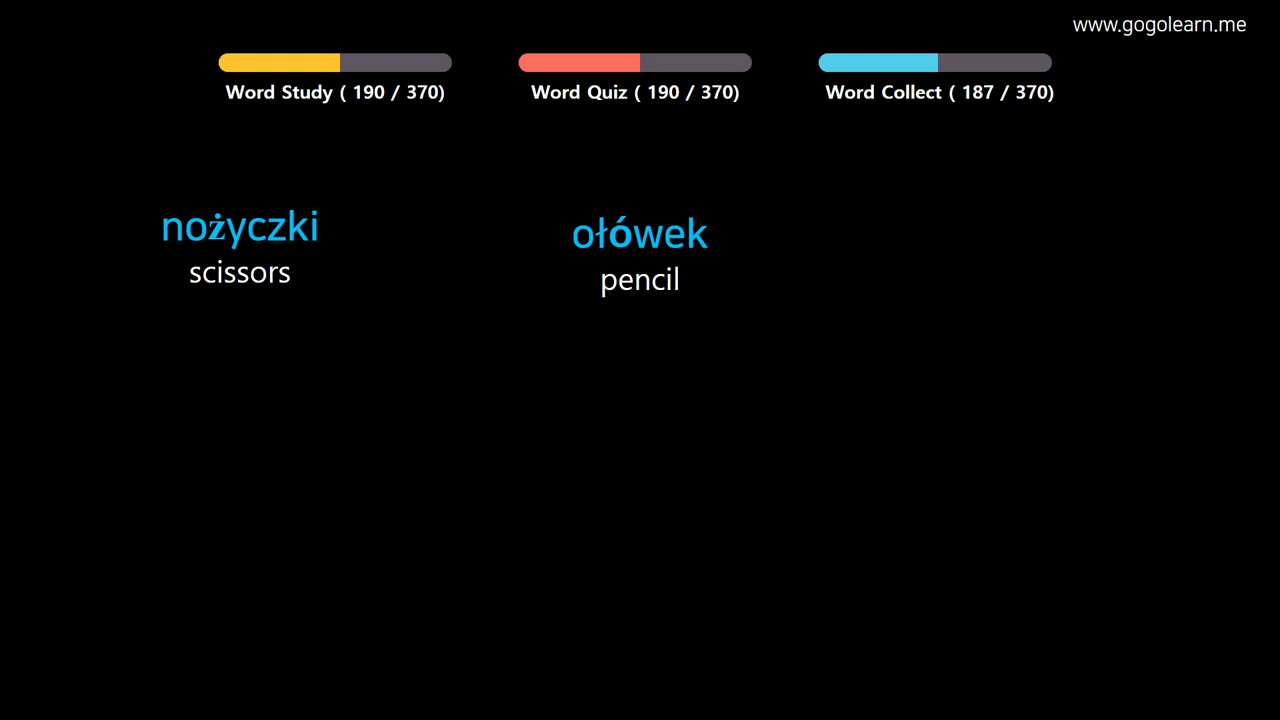 www.gogolearn.me
Word Study ( 190 / 370)
Word Quiz ( 190 / 370)
Word Collect ( 187 / 370)
nożyczki
scissors
ołówek
pencil